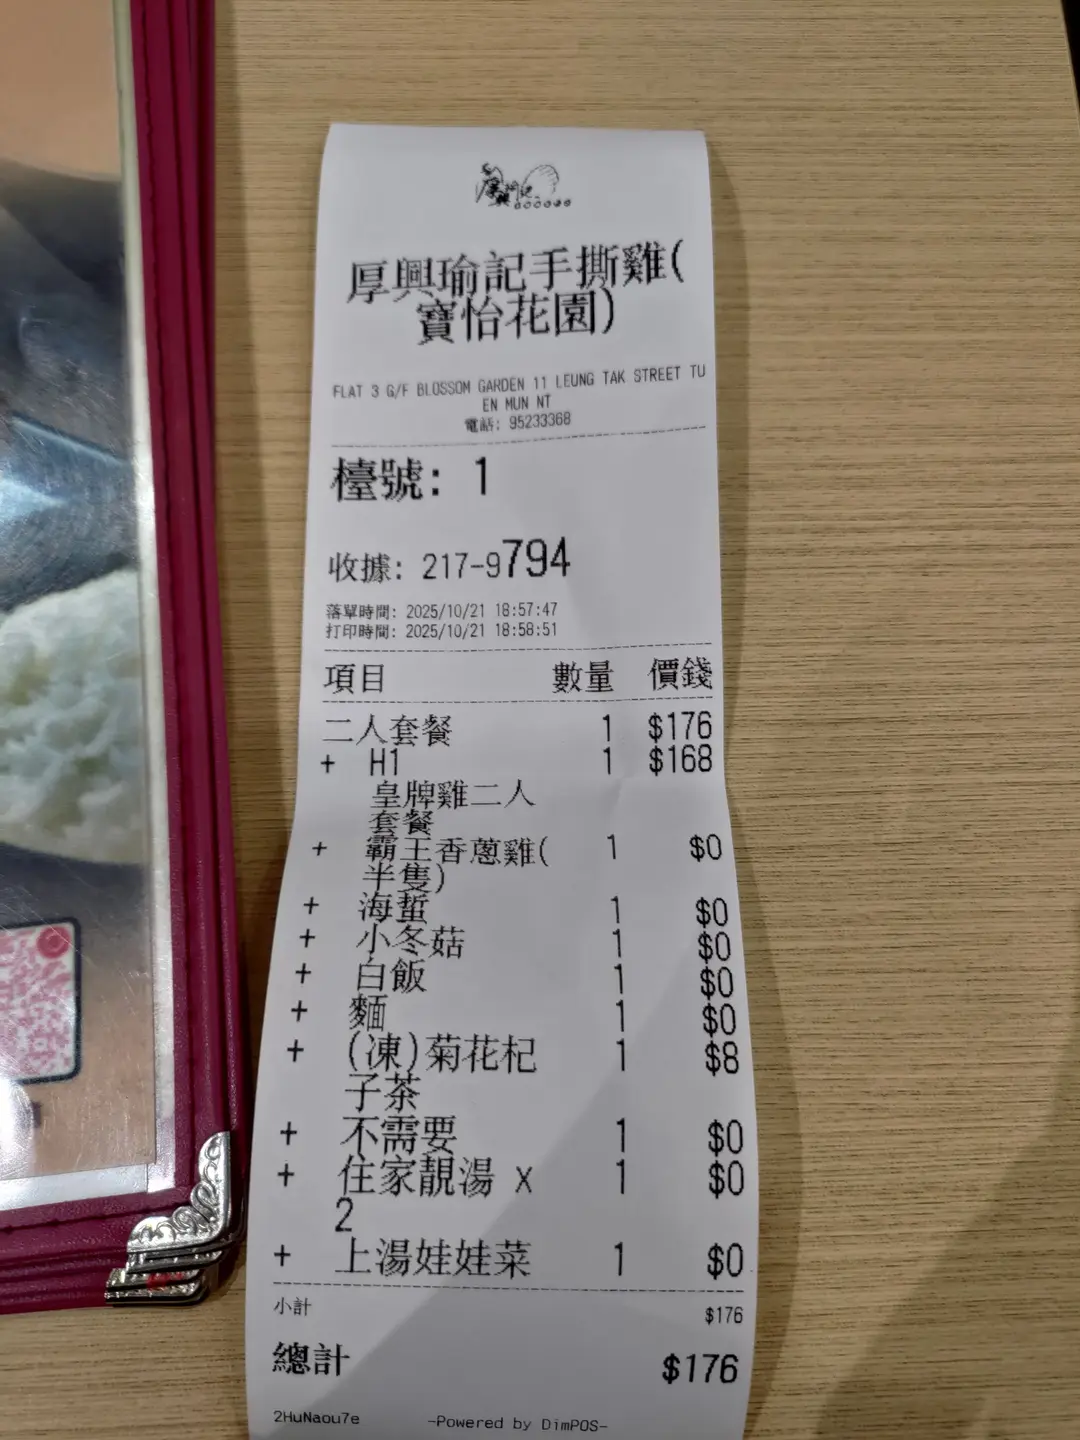 厚興瑜記手撕雞(
寶怡花園)
FLAT 3 G/F BLOSSOM GARDEN 11 LEUNG TAK STREET TU
EN MUN NT
電話: 95233368
檯號: 1
收據: 217-9794
落單時間: 2025/10/21 18:57:47
打印時間: 2025/10/21 18:58:51
項目 數量 價錢
二人套餐 1 $176
+ H1 1 $168
皇牌雞二人
套餐
+ 霸王香蔥雞( 1 $0
半隻)
+ 海蜇 1 $0
+ 小冬菇 1 $0
+ 白飯 1 $0
+ 麵 1 $0
+ (凍)菊花杞 1 $8
子茶
+ 不需要 1 $0
+ 住家靚湯 x 1 $0
2
+ 上湯娃娃菜 1 $0
小計 $176
總計 $176
2HuNaou7e -Powered by DimPOS-